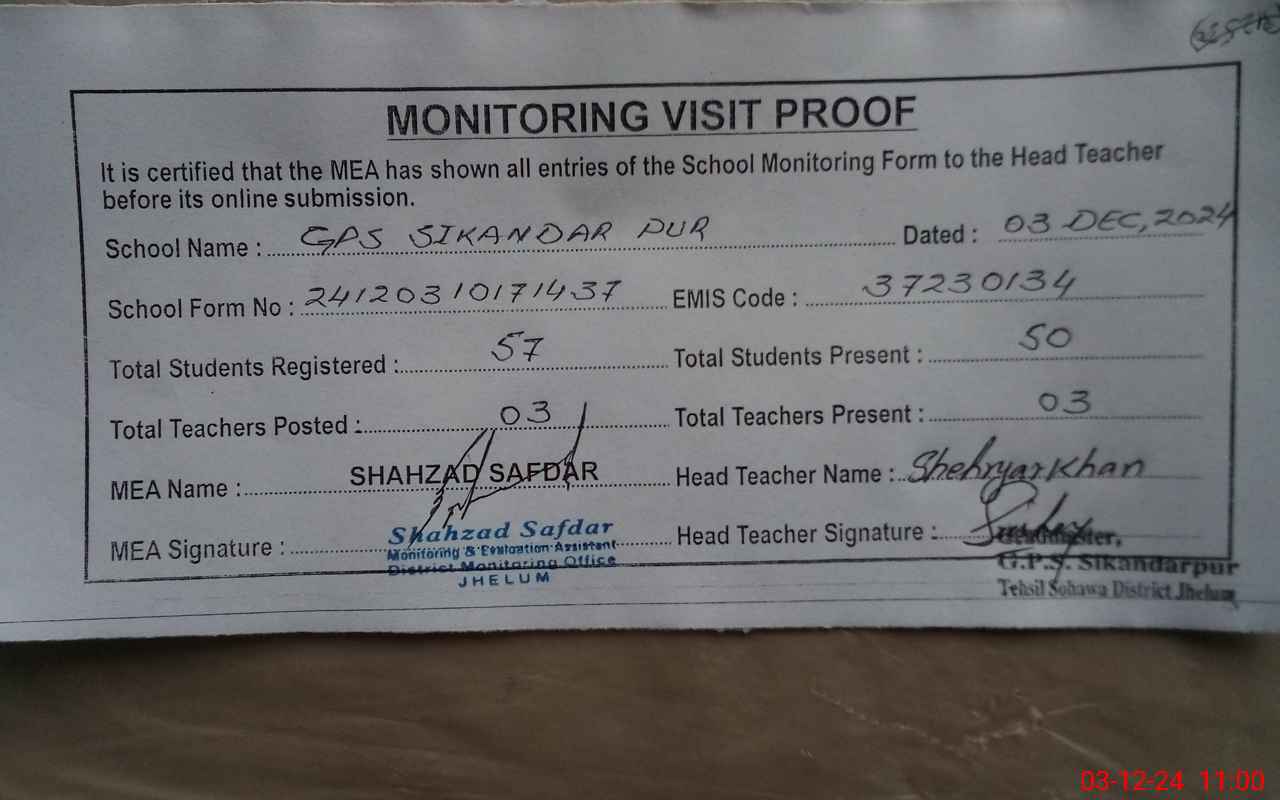 MONITORING VISIT PROOF
It is certified that the MEA has shown all entries of the School Monitoring Form to the Head Teacher
before its online submission.
School Name : GPS SIKANDAR PUR Dated : 03 DEC, 2024
School Form No : 24120310171437 EMIS Code : 37230134
Total Students Registered : 57 Total Students Present : 50
Total Teachers Posted : 03 Total Teachers Present : 03
MEA Name : SHAHZAD SAFDAR Head Teacher Name : Shehryar Khan
MEA Signature : Head Teacher Signature :
Shahzad Safdar
Monitoring & Evaluation Assistant
District Monitoring Office
JHELUM
Headmaster,
G.P.S. Sikandarpur
Tehsil Sohawa District Jhelum
03-12-24 11:00